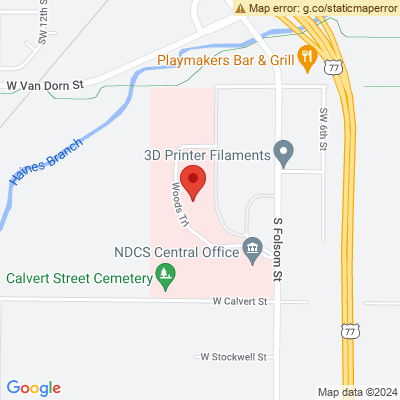 Map error: g.co/staticmaperror
SW 12th S
Playmakers Bar & Grill
77
W Van Dorn St
SW 6th St
Haines Branch
3D Printer Filaments
Woods Trl
S Folsom St
NDCS Central Office
Calvert Street Cemetery
W Calvert St
77
W Stockwell St
Google
Map data ©2024